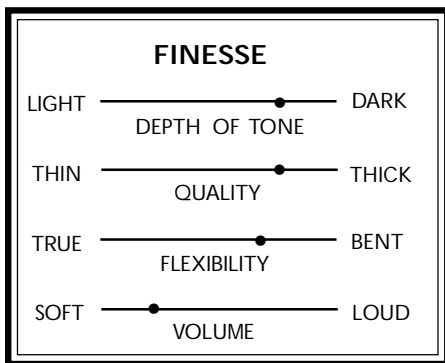 FINESSE
LIGHT DARK
DEPTH OF TONE
THIN THICK
QUALITY
TRUE BENT
FLEXIBILITY
SOFT LOUD
VOLUME